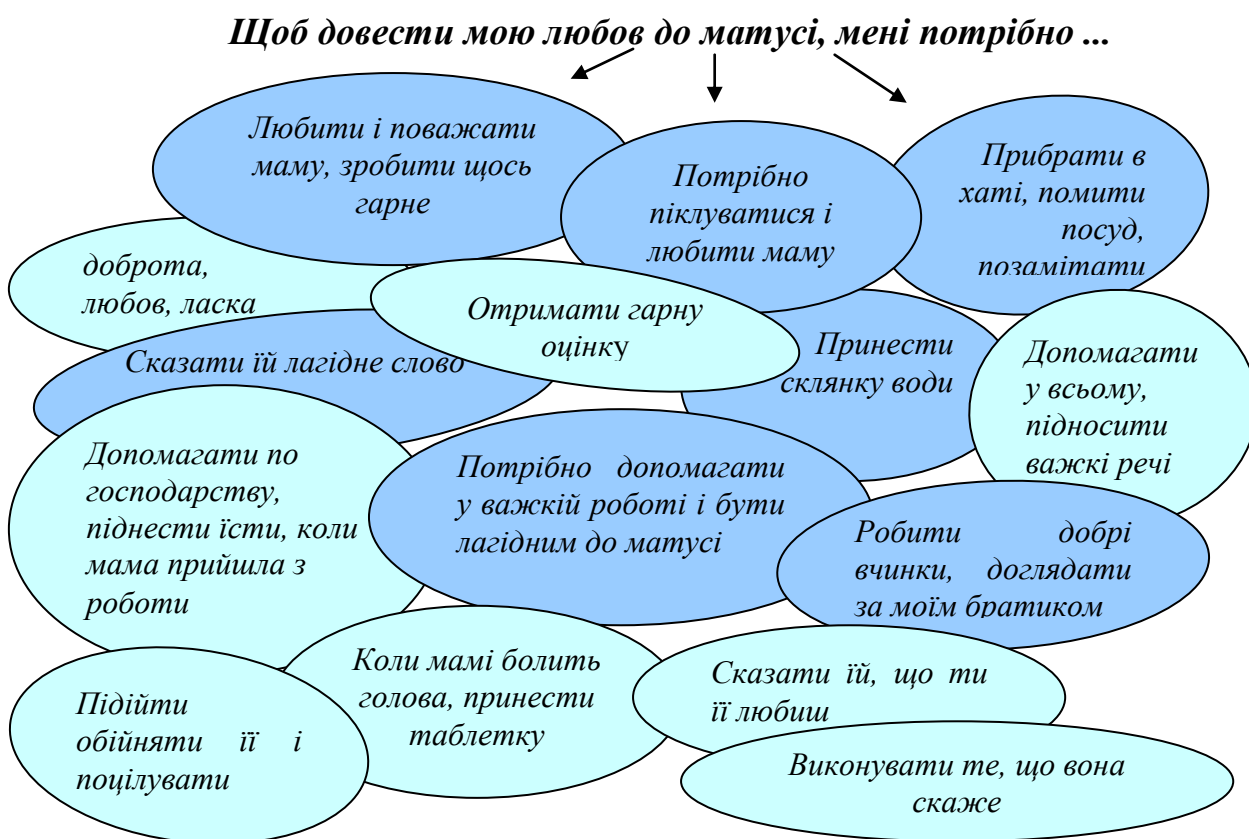 Щоб довести мою любов до матусі, мені потрібно ...
Любити і поважати
маму, зробити щось
гарне
Потрібно
піклуватися і
любити маму
Прибрати в
хаті, помити
посуд,
позамітати
доброта,
любов, ласка
Отримати гарну
оцінку
Сказати їй лагідне слово
Принести
склянку води
Допомагати
у всьому,
підносити
важкі речі
Допомагати по
господарству,
піднести їсти, коли
мама прийшла з
роботи
Потрібно допомагати
у важкій роботі і бути
лагідним до матусі
Робити добрі
вчинки, доглядати
за моїм братиком
Підійти
обійняти її і
поцілувати
Коли мамі болить
голова, принести
таблетку
Сказати їй, що ти
її любиш
Виконувати те, що вона
скаже